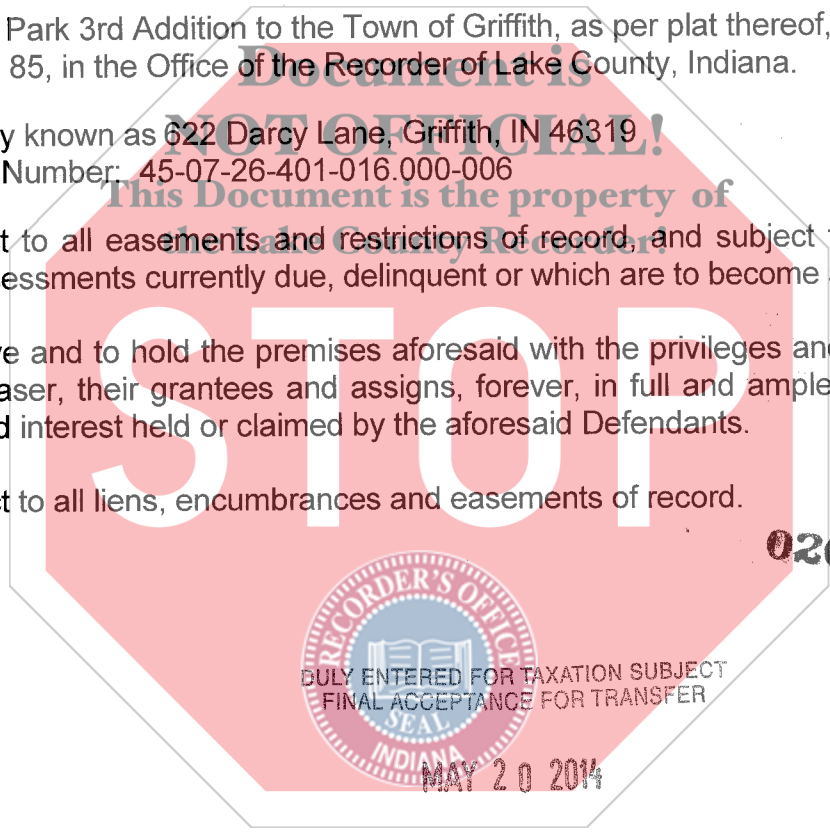 Park 3rd Addition to the Town of Griffith, as per plat thereof,
85, in the Office of the Recorder of Lake County, Indiana.
Document is
NOT OFFICIAL!
This Document is the property of
the Lake County Recorder!
y known as 622 Darcy Lane, Griffith, IN 46319
Number: 45-07-26-401-016.000-006
t to all easements and restrictions of record, and subject
essments currently due, delinquent or which are to become
e and to hold the premises aforesaid with the privileges and
aser, their grantees and assigns, forever, in full and ample
d interest held or claimed by the aforesaid Defendants.
STOP
t to all liens, encumbrances and easements of record.
020
RECORDER'S OFFICE
SEAL
INDIANA
DULY ENTERED FOR TAXATION SUBJECT
FINAL ACCEPTANCE FOR TRANSFER
MAY 20 2014